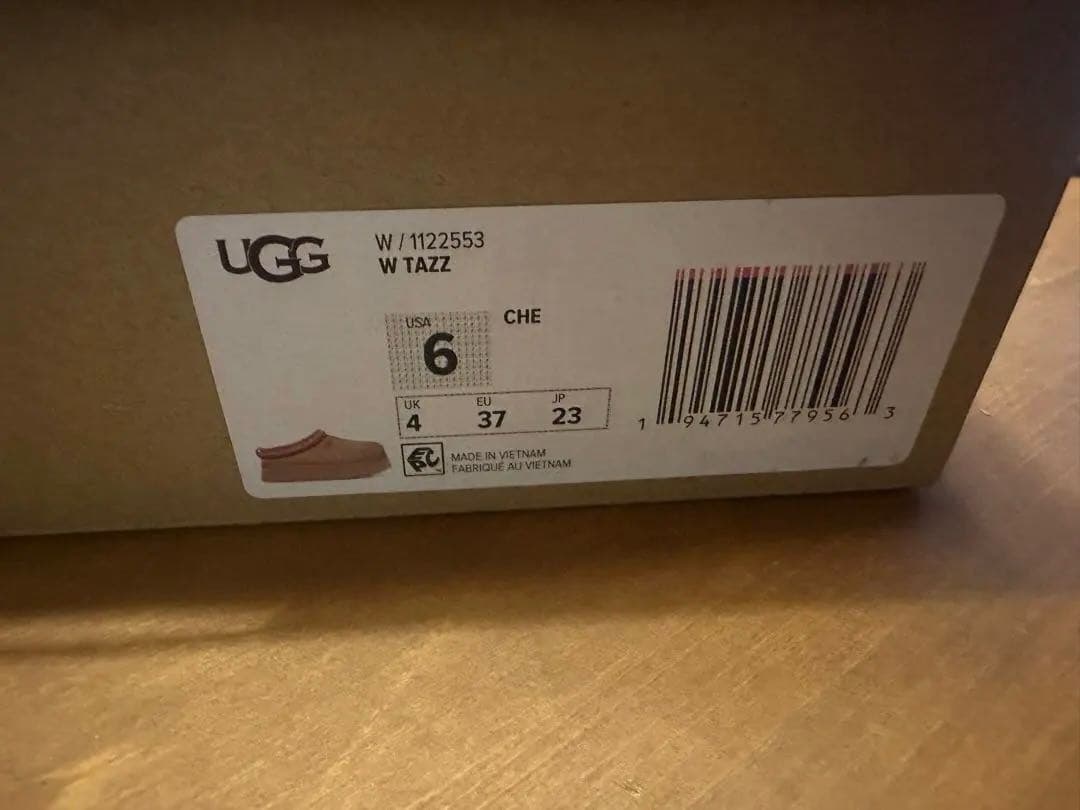 UGG
W / 1122553
W TAZZ
USA
6
CHE
UK EU JP
4 37 23
EPC
MADE IN VIETNAM
FABRIQUÉ AU VIETNAM
1 94715 77956 3